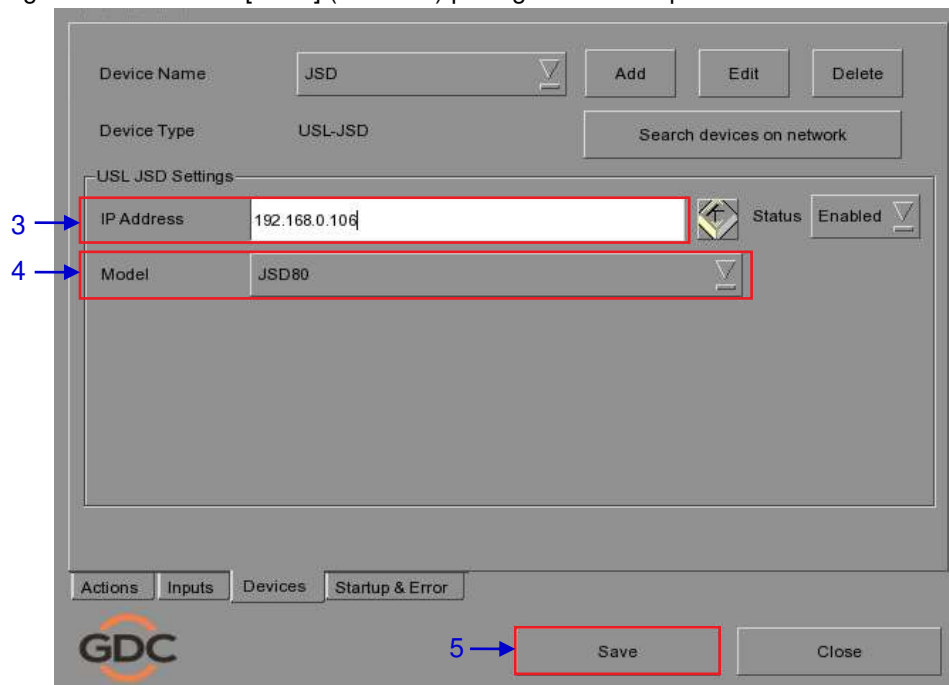 Device Name JSD Add Edit Delete
Device Type USL-JSD Search devices on network
USL JSD Settings
3 IP Address 192.168.0.106 Status Enabled
4 Model JSD80
Actions Inputs Devices Startup & Error
GDC 5 Save Close